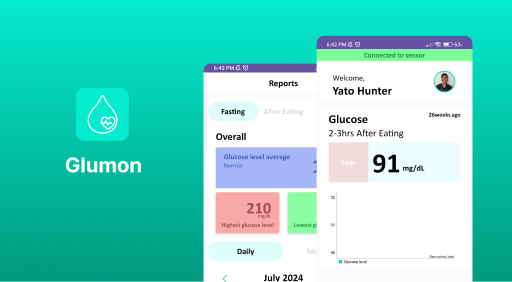 Glumon
6:43 PM
Reports
Fasting
After Eating
Overall
Glucose level average
Normal
210
mg/dL
Highest glucose level
Lowest gl
Daily
Mo
July 2024
6:42 PM
63%
Connected to sensor
Welcome,
Yato Hunter
Glucose
26weeks ago
2-3hrs After Eating
Low
91 mg/dL
92
91
90
Glucose level